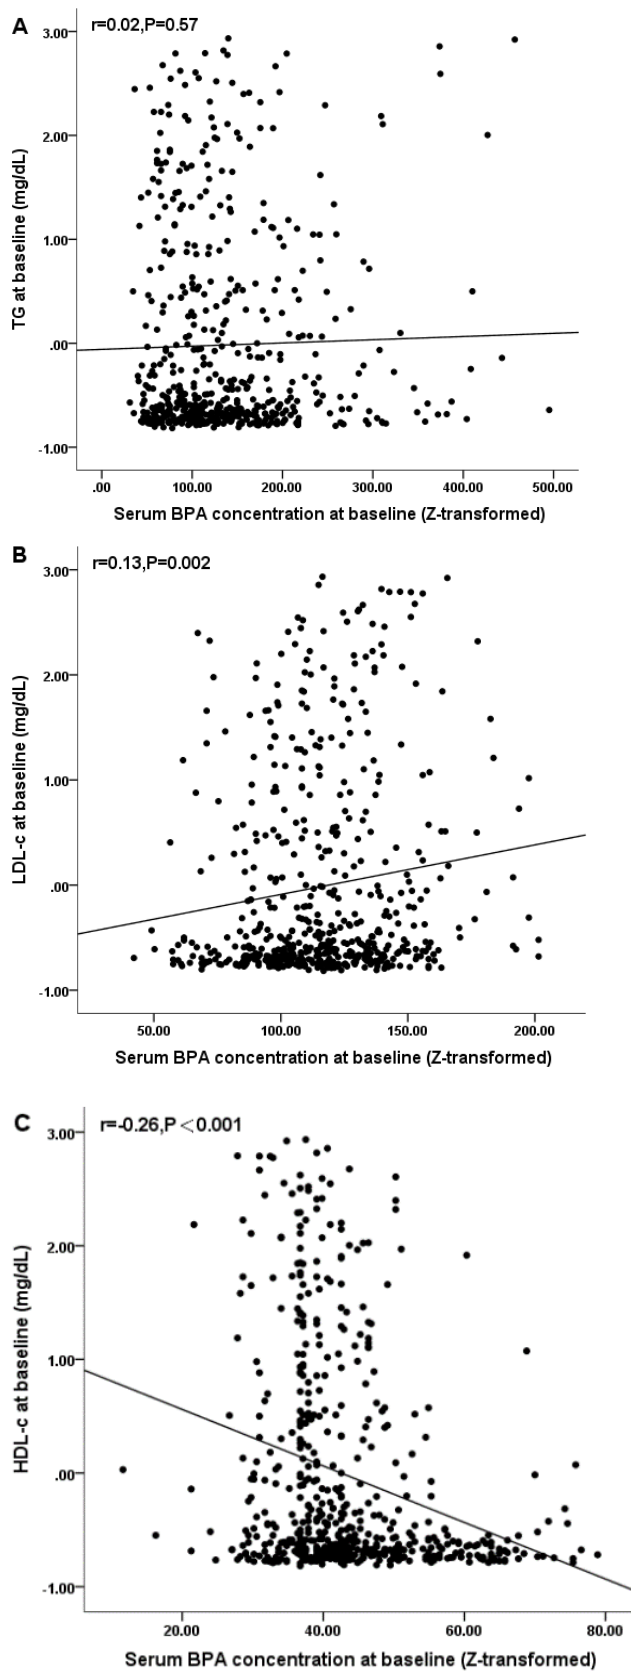 A
r=0.02,P=0.57
3.00
2.00
1.00
.00
-1.00
TG at baseline (mg/dL)
.00 100.00 200.00 300.00 400.00 500.00
Serum BPA concentration at baseline (Z-transformed)
B
r=0.13,P=0.002
3.00
2.00
1.00
.00
-1.00
LDL-c at baseline (mg/dL)
50.00 100.00 150.00 200.00
Serum BPA concentration at baseline (Z-transformed)
C
r=-0.26,P＜0.001
3.00
2.00
1.00
.00
-1.00
HDL-c at baseline (mg/dL)
20.00 40.00 60.00 80.00
Serum BPA concentration at baseline (Z-transformed)